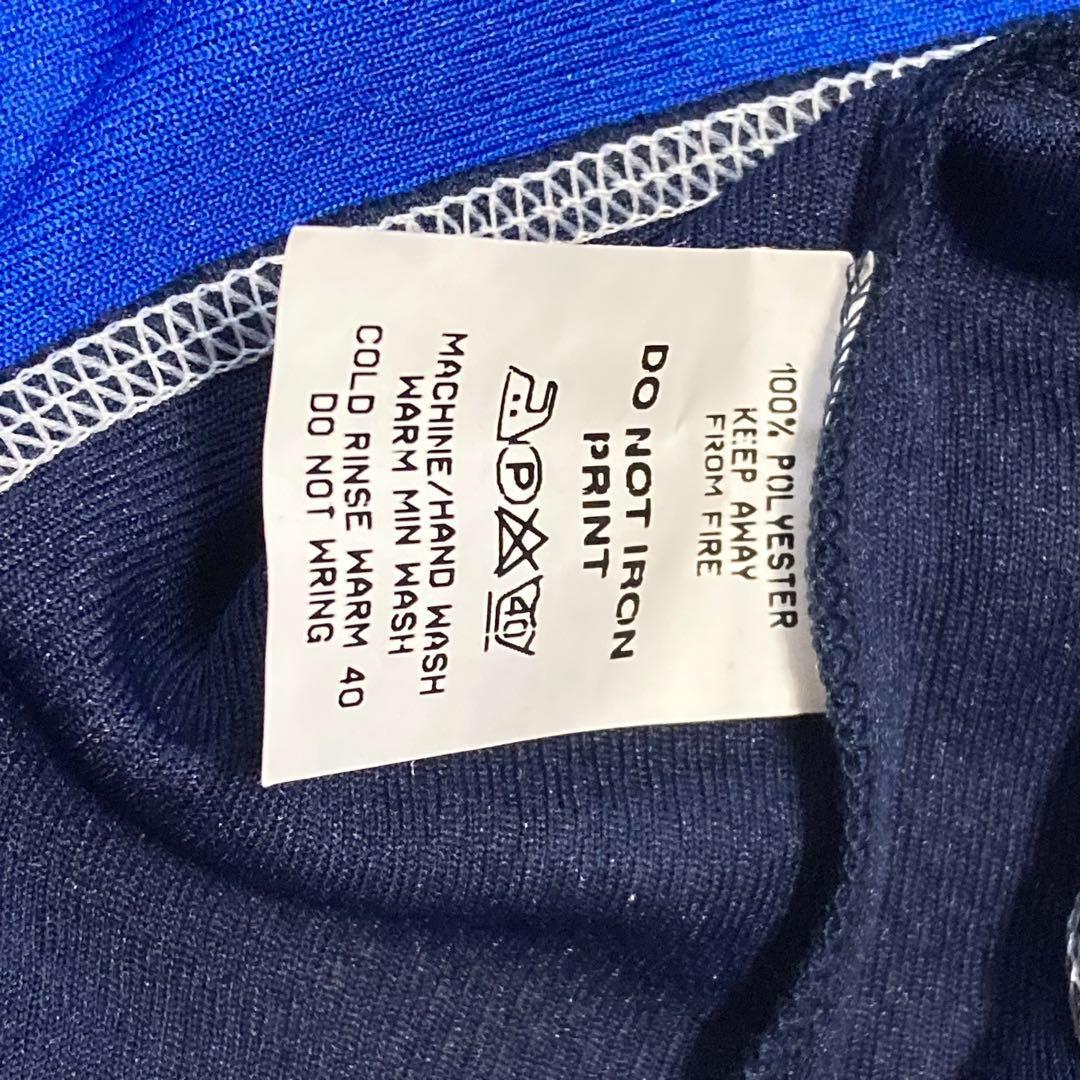 100% POLYESTER
KEEP AWAY
FROM FIRE
DO NOT IRON
PRINT
40
P
MACHINE/HAND WASH
WARM MIN WASH
COLD RINSE WARM 40
DO NOT WRING